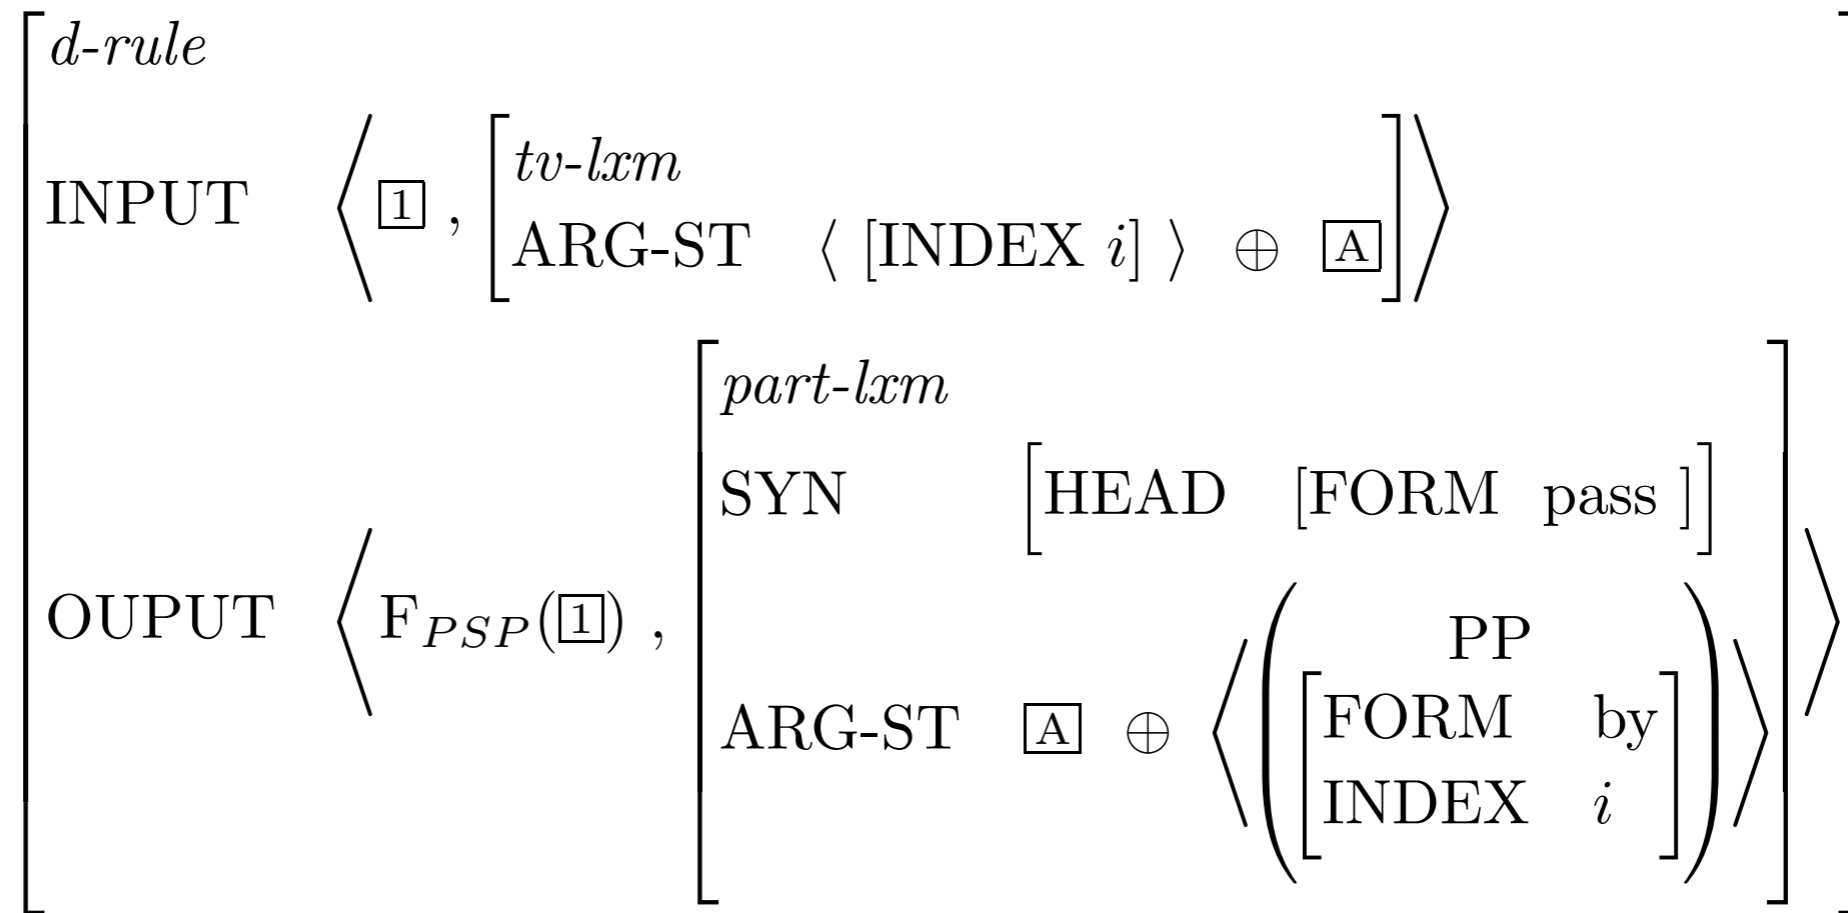 d-rule
INPUT ⟨ 1 , [ tv-lxm
ARG-ST ⟨ [INDEX i] ⟩ ⊕ A ] ⟩
part-lxm
SYN [HEAD [FORM pass ]]
OUPUT ⟨ F_PSP(1) ,
PP
ARG-ST A ⊕ ⟨ ( [ FORM by
INDEX i ] ) ⟩ ⟩